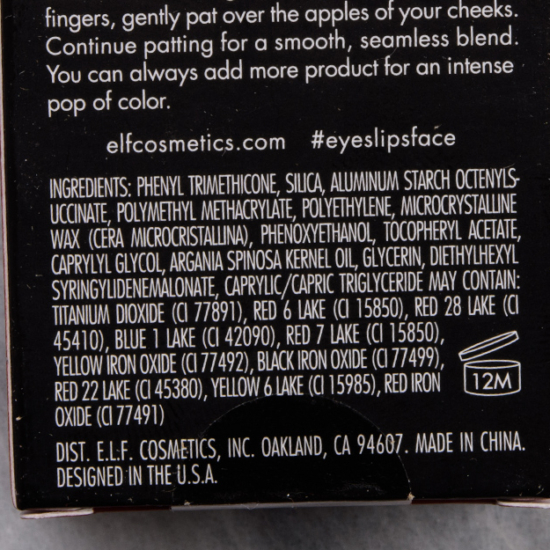 fingers, gently pat over the apples of your cheeks.
Continue patting for a smooth, seamless blend.
You can always add more product for an intense
pop of color.
elfcosmetics.com #eyeslipsface
INGREDIENTS: PHENYL TRIMETHICONE, SILICA, ALUMINUM STARCH OCTENYLS-
UCCINATE, POLYMETHYL METHACRYLATE, POLYETHYLENE, MICROCRYSTALLINE
WAX (CERA MICROCRISTALLINA), PHENOXYETHANOL, TOCOPHERYL ACETATE,
CAPRYLYL GLYCOL, ARGANIA SPINOSA KERNEL OIL, GLYCERIN, DIETHYLHEXYL
SYRINGYLIDENEMALONATE, CAPRYLIC/CAPRIC TRIGLYCERIDE MAY CONTAIN:
TITANIUM DIOXIDE (CI 77891), RED 6 LAKE (CI 15850), RED 28 LAKE (CI
45410), BLUE 1 LAKE (CI 42090), RED 7 LAKE (CI 15850),
YELLOW IRON OXIDE (CI 77492), BLACK IRON OXIDE (CI 77499),
RED 22 LAKE (CI 45380), YELLOW 6 LAKE (CI 15985), RED IRON
OXIDE (CI 77491)
12M
DIST. E.L.F. COSMETICS, INC. OAKLAND, CA 94607. MADE IN CHINA.
DESIGNED IN THE U.S.A.